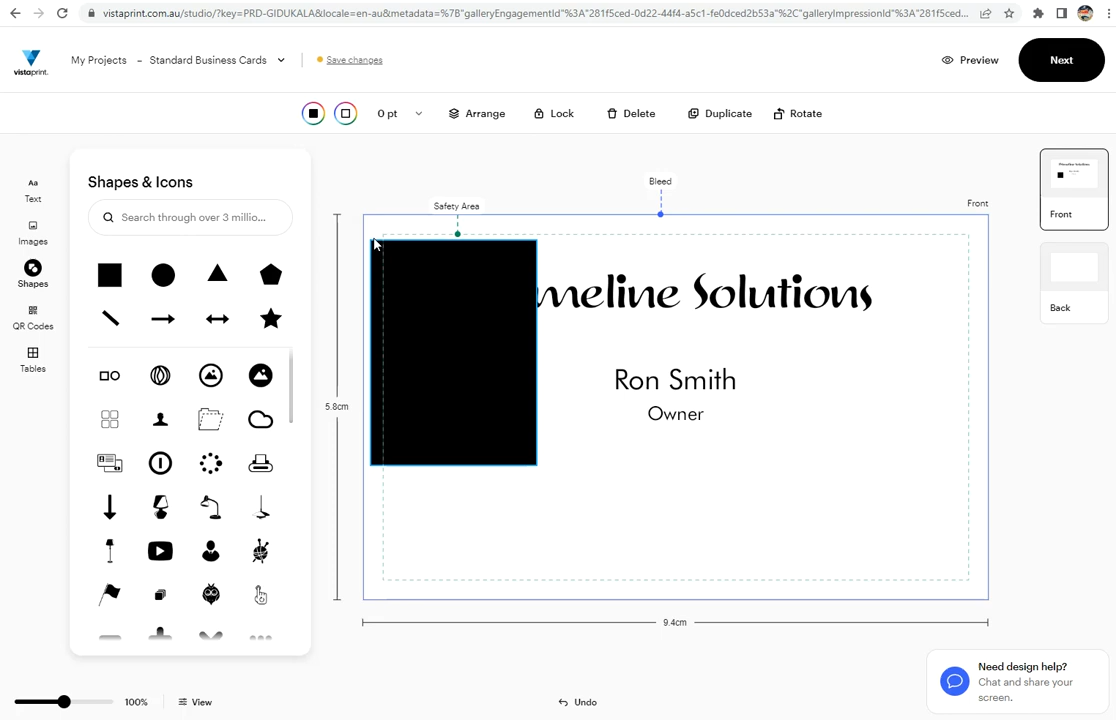 vistaprint.com.au/studio/?key=PRD-GIDUKALA&locale=en-au&metadata=%7B"galleryEngagementId"%3A"281f5ced-0d22-44f4-a5c1-fe0dced2b53a"%2C"galleryImpressionId"%3A"281f5ced...
vistaprint.
My Projects – Standard Business Cards
Save changes
Preview
Next
0 pt
Arrange
Lock
Delete
Duplicate
Rotate
Text
Images
Shapes
QR Codes
Tables
Shapes & Icons
Search through over 3 millio...
Safety Area
Bleed
Front
meline Solutions
Ron Smith
Owner
5.8cm
9.4cm
Front
Back
100%
View
Undo
Need design help?
Chat and share your
screen.